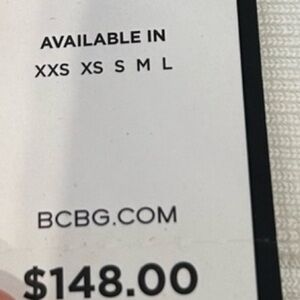 AVAILABLE IN
XXS XS S M L
BCBG.COM
$148.00